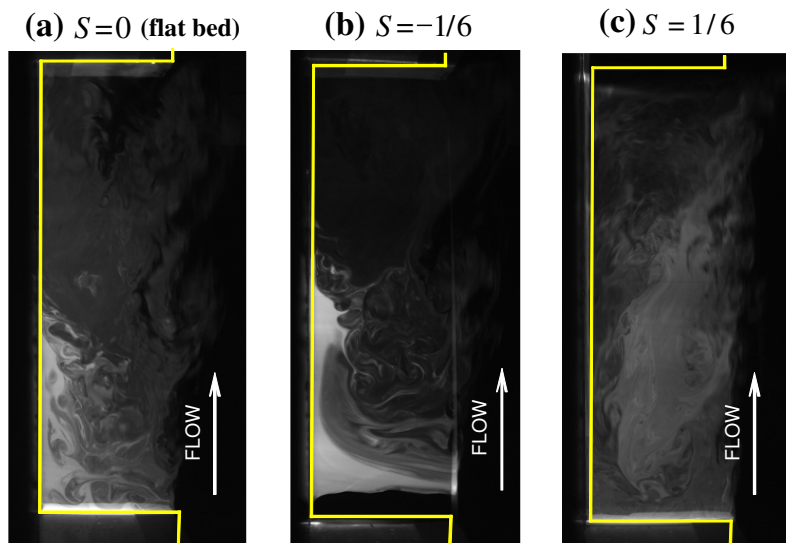 (a) S=0 (flat bed)
(b) S=−1/6
(c) S = 1/6
FLOW
FLOW
FLOW